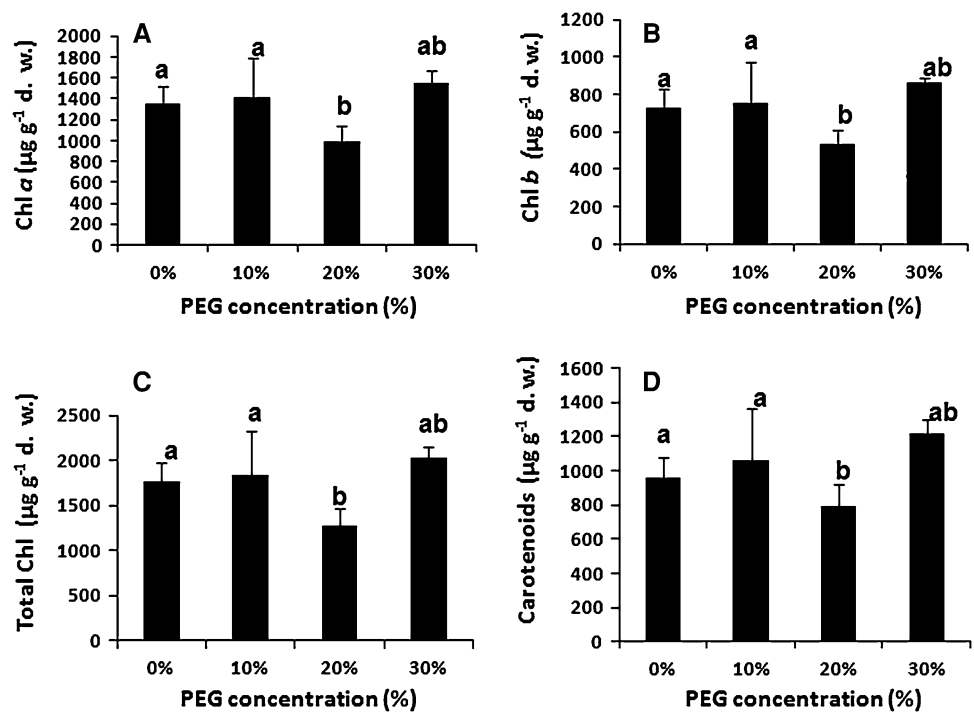 A
Chl a (µg g-1 d. w.)
2000
1800
1600
1400
1200
1000
800
600
400
200
0
a
a
b
ab
0% 10% 20% 30%
PEG concentration (%)
B
Chl b (µg g-1 d. w.)
1200
1000
800
600
400
200
0
a
a
b
ab
0% 10% 20% 30%
PEG concentration (%)
C
Total Chl (µg g-1 d. w.)
2500
2000
1500
1000
500
0
a
a
b
ab
0% 10% 20% 30%
PEG concentration (%)
D
Carotenoids (µg g-1 d. w.)
1600
1400
1200
1000
800
600
400
200
0
a
a
b
ab
0% 10% 20% 30%
PEG concentration (%)